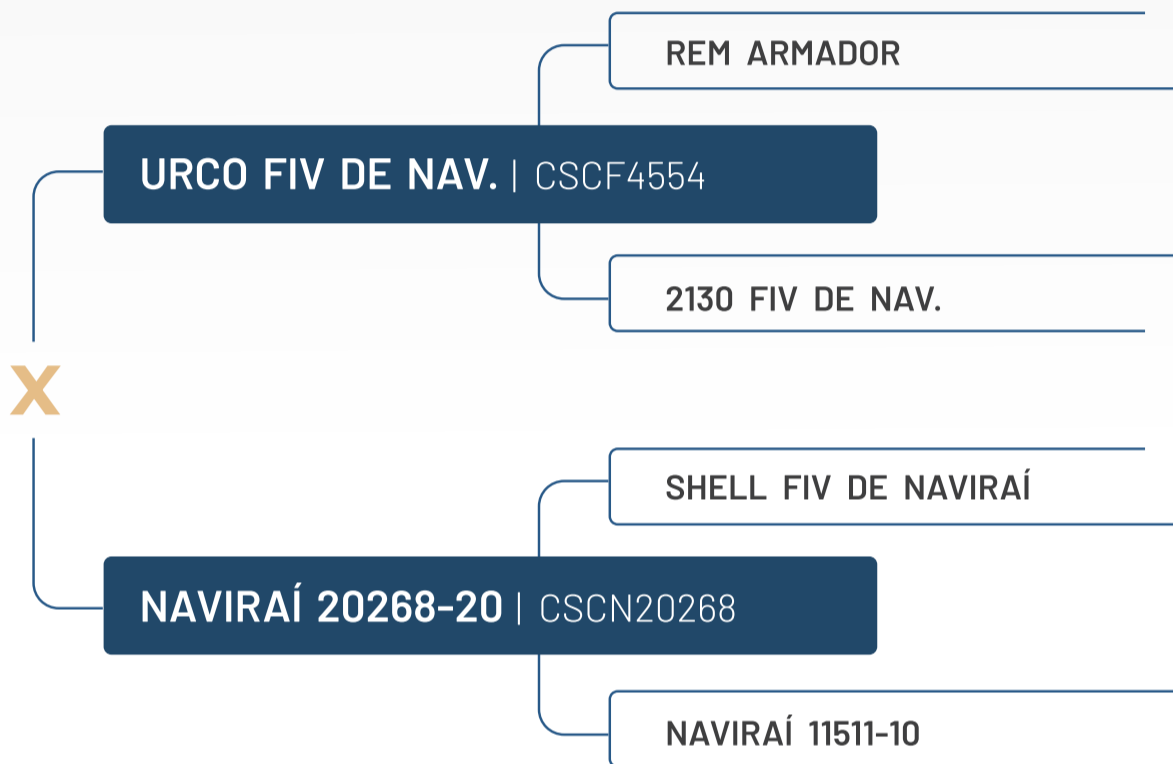 REM ARMADOR
URCO FIV DE NAV. | CSCF4554
2130 FIV DE NAV.
X
SHELL FIV DE NAVIRAÍ
NAVIRAÍ 20268-20 | CSCN20268
NAVIRAÍ 11511-10